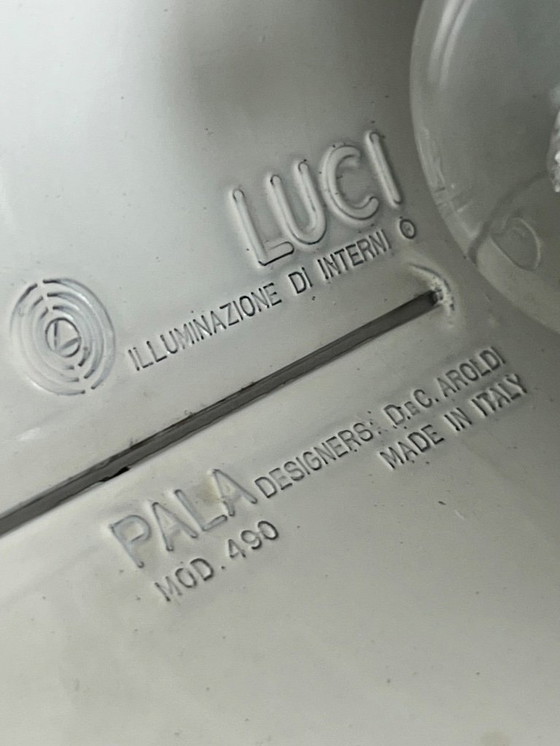 LUCI
ILLUMINAZIONE DI INTERNI
PALA DESIGNERS: D.e C. AROLDI
MADE IN ITALY
MOD. 490